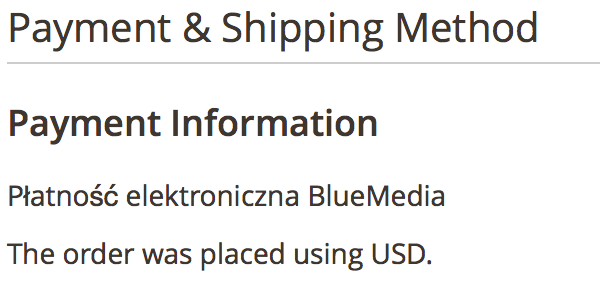 Payment & Shipping Method
Payment Information
Płatność elektroniczna BlueMedia
The order was placed using USD.